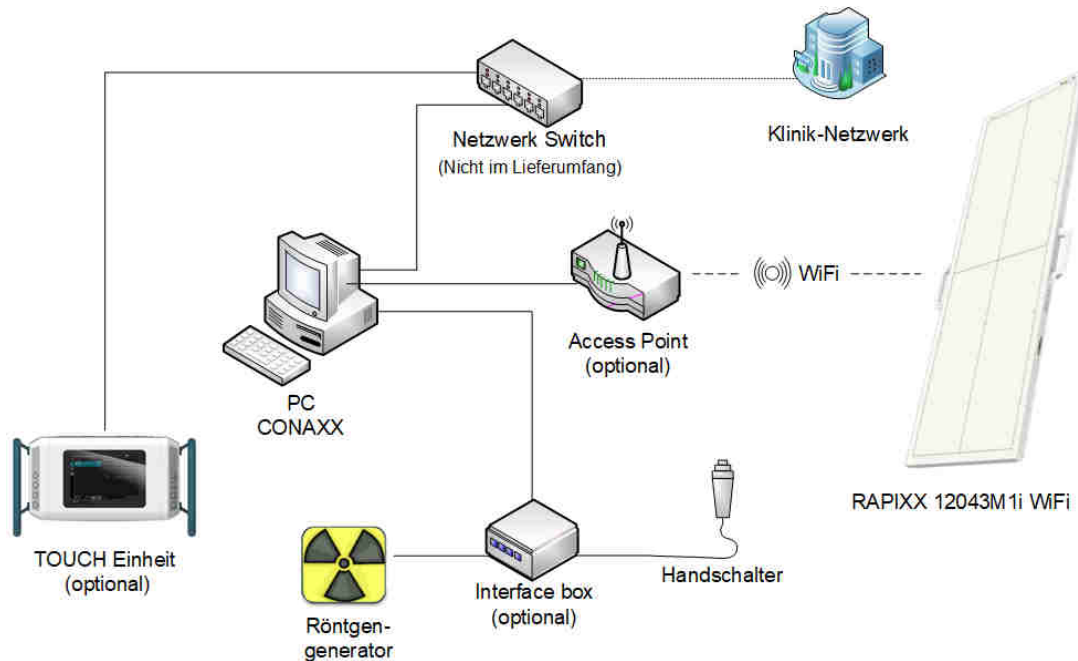 Netzwerk Switch
(Nicht im Lieferumfang)
Klinik-Netzwerk
WiFi
Access Point
(optional)
PC
CONAXX
RAPIXX 12043M1i WiFi
TOUCH Einheit
(optional)
Röntgen-
generator
Interface box
(optional)
Handschalter